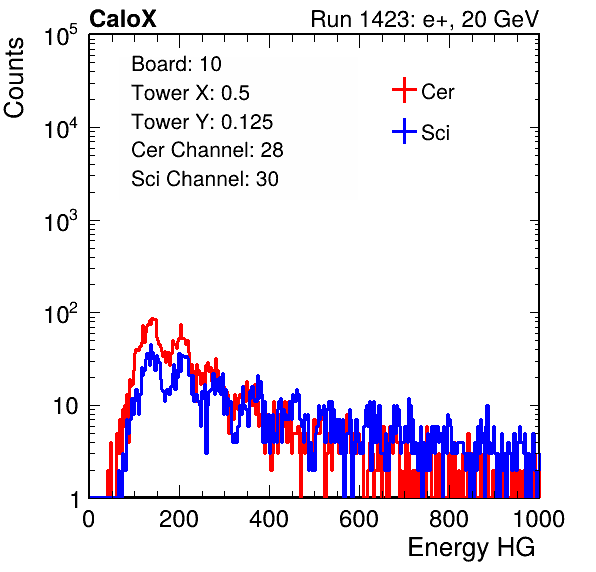 CaloX Run 1423: e+, 20 GeV
Counts
Board: 10
Tower X: 0.5
Tower Y: 0.125
Cer Channel: 28
Sci Channel: 30
Cer
Sci
10^5
10^4
10^3
10^2
10
1
0 200 400 600 800 1000
Energy HG